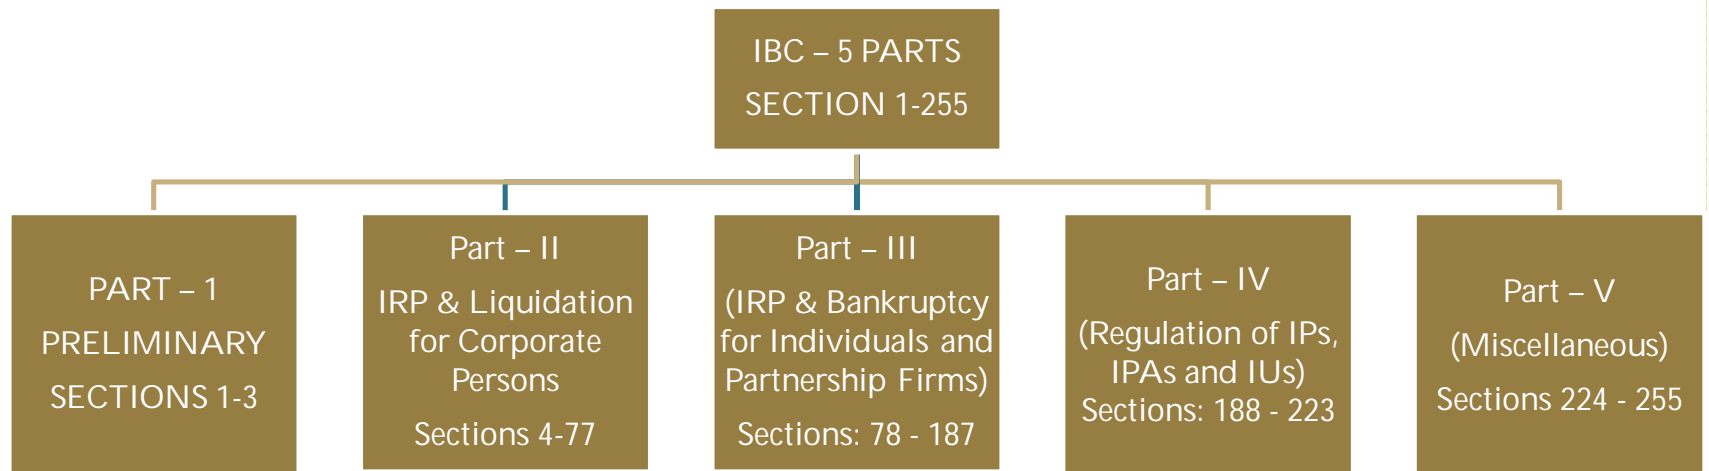 IBC – 5 PARTS
SECTION 1-255
PART – 1
PRELIMINARY
SECTIONS 1-3
Part – II
IRP & Liquidation
for Corporate
Persons
Sections 4-77
Part – III
(IRP & Bankruptcy
for Individuals and
Partnership Firms)
Sections: 78 - 187
Part – IV
(Regulation of IPs,
IPAs and IUs)
Sections: 188 - 223
Part – V
(Miscellaneous)
Sections 224 - 255